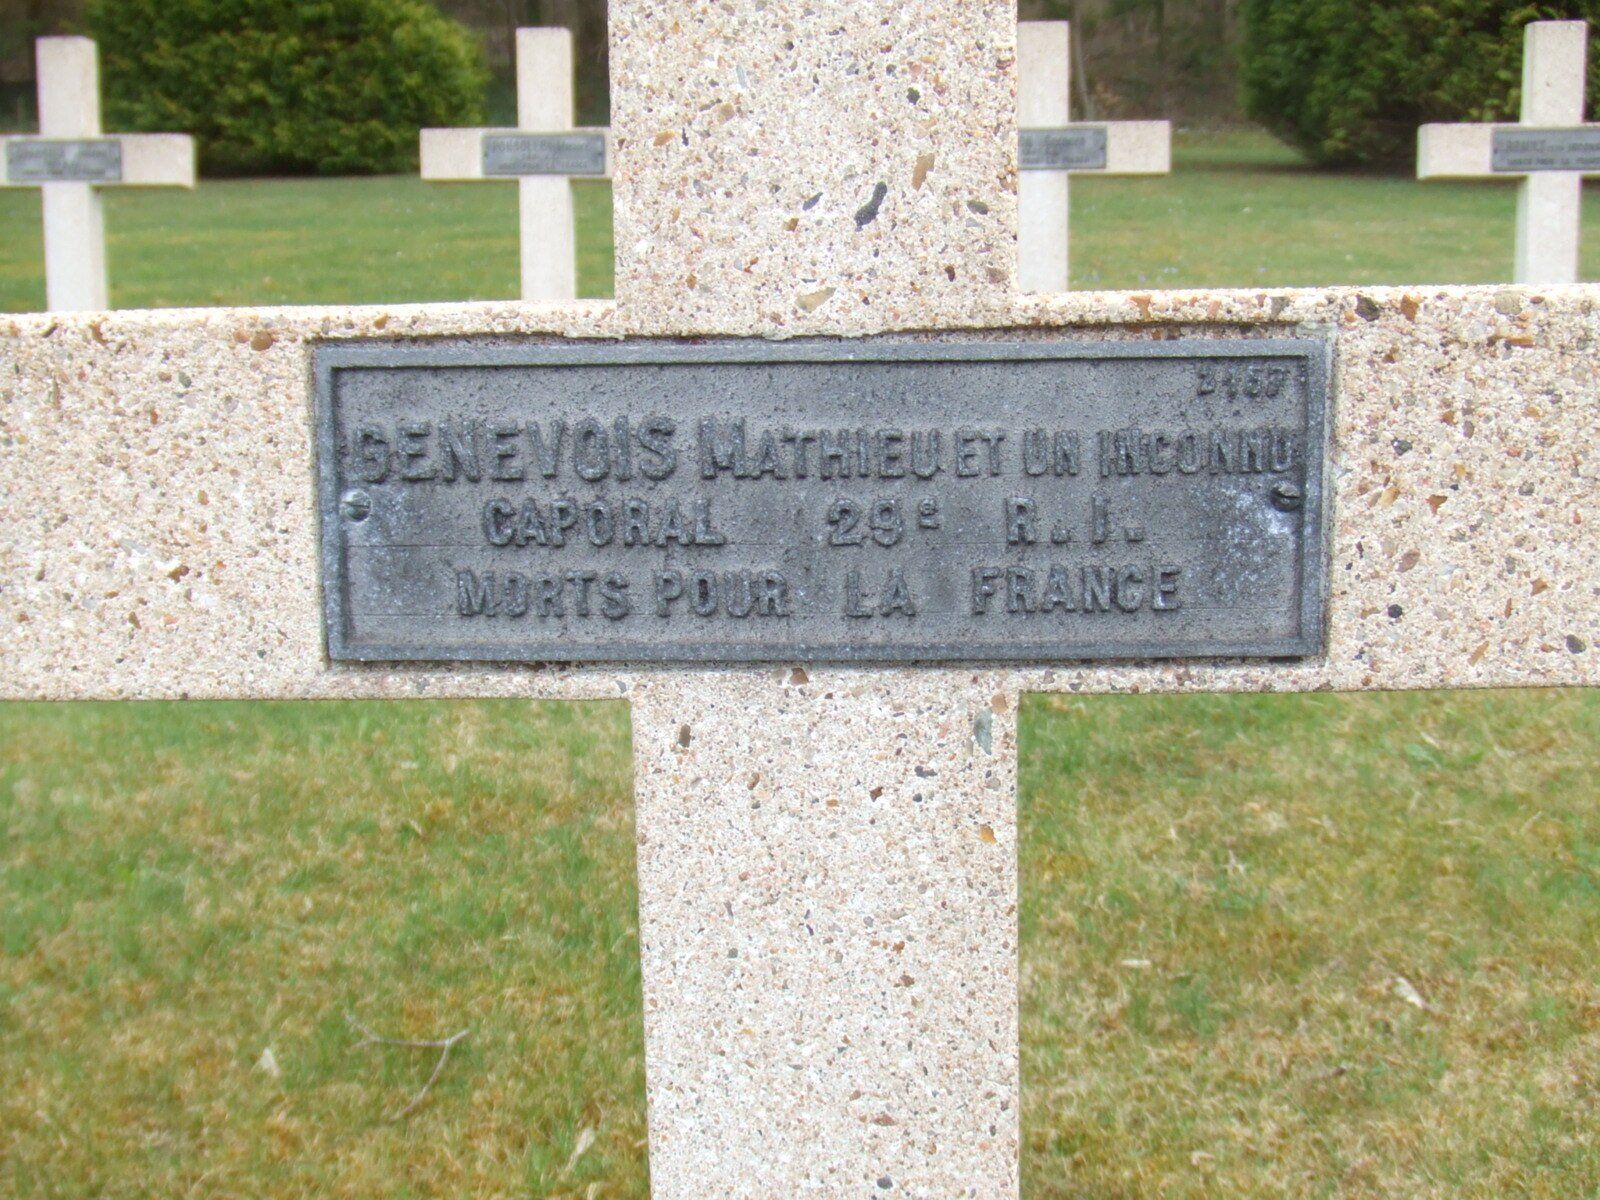 2457
GENEVOIS MATHIEU ET UN INCONNU
CAPORAL 29e R.I.
MORTS POUR LA FRANCE